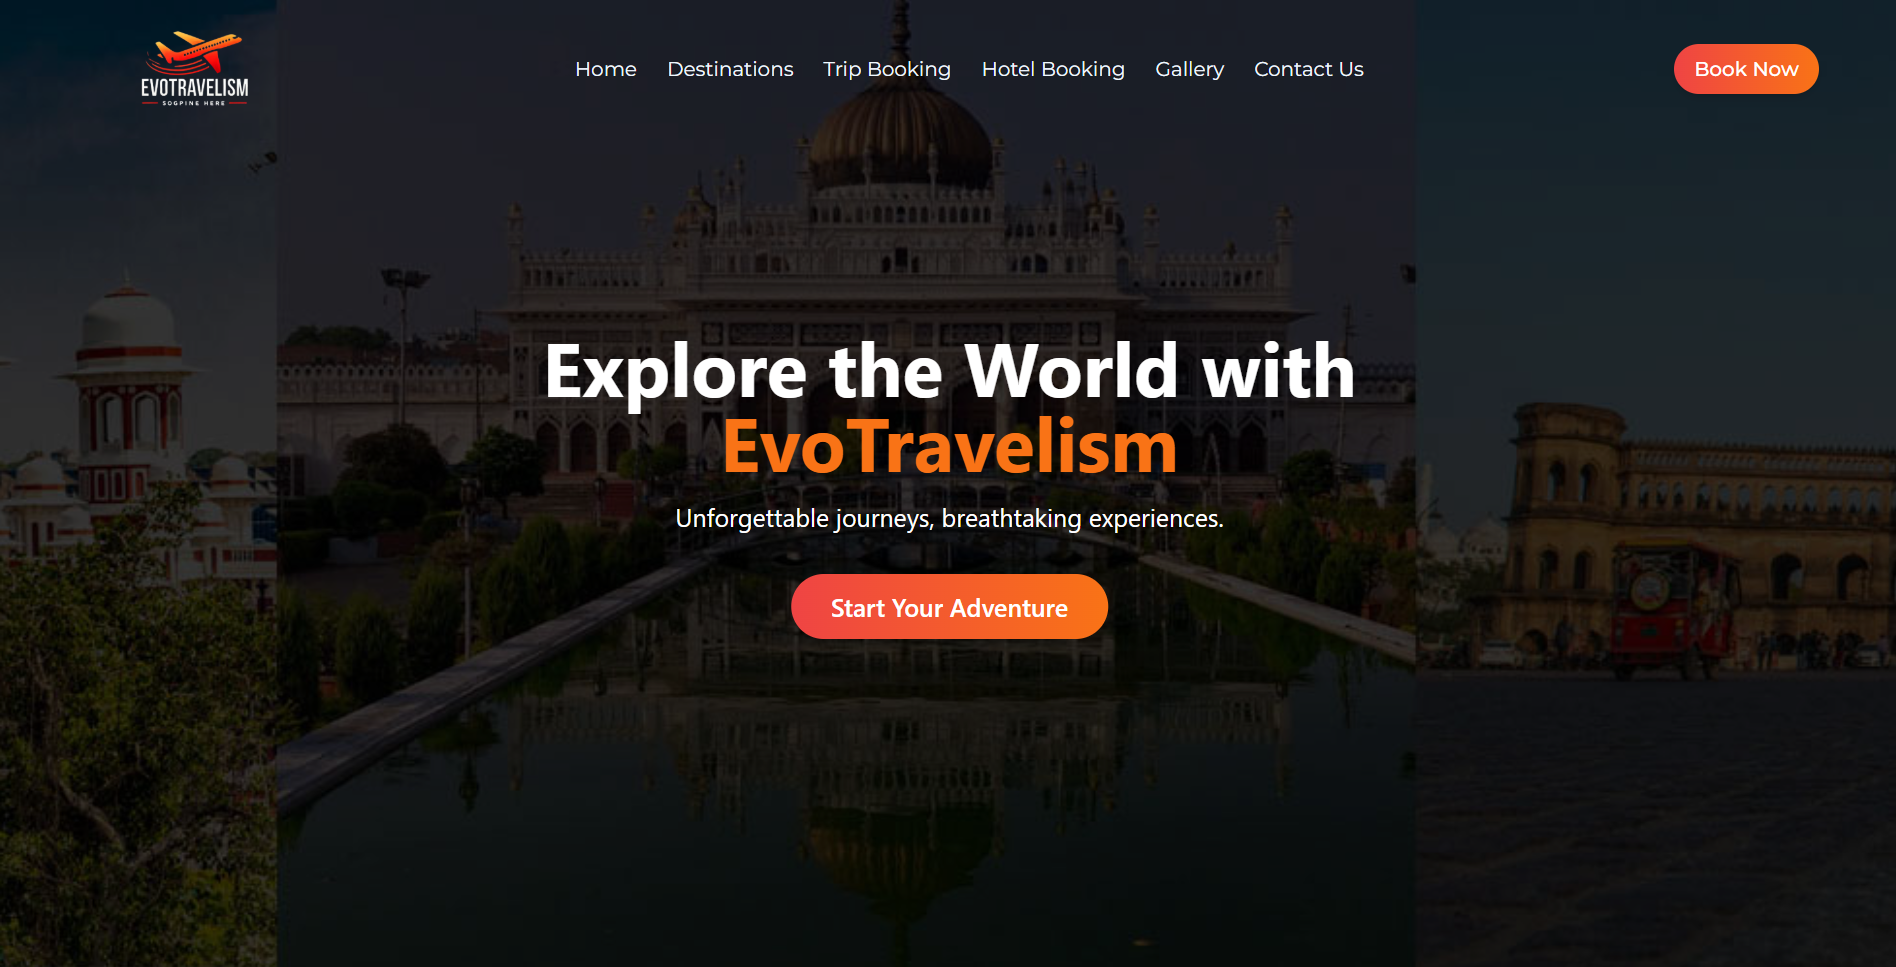 EVOTRAVELISM
SOGPINE HERE
Home Destinations Trip Booking Hotel Booking Gallery Contact Us
Book Now
Explore the World with
EvoTravelism
Unforgettable journeys, breathtaking experiences.
Start Your Adventure